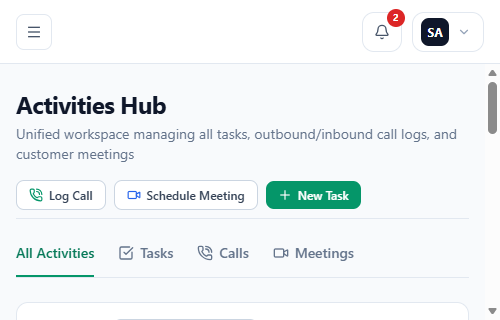 2
SA
Activities Hub
Unified workspace managing all tasks, outbound/inbound call logs, and
customer meetings
Log Call
Schedule Meeting
New Task
All Activities
Tasks
Calls
Meetings